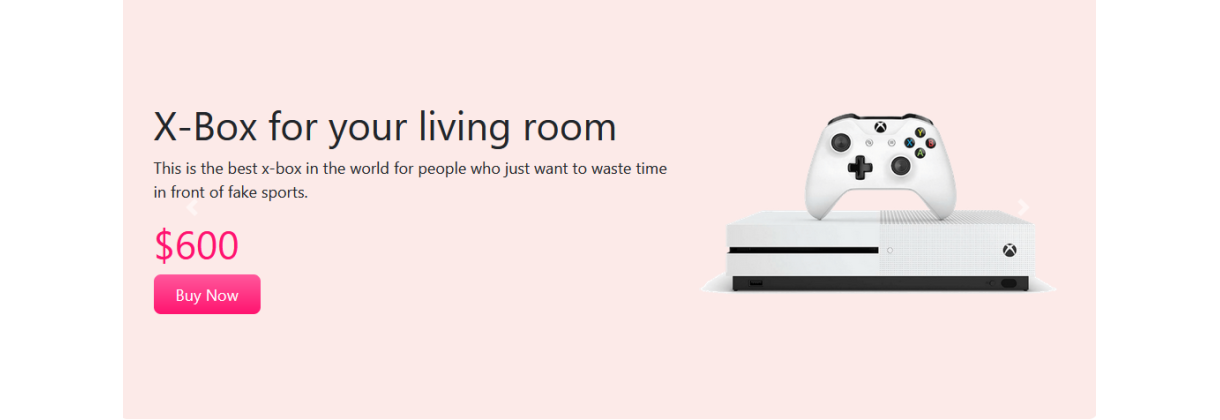 X-Box for your living room
This is the best x-box in the world for people who just want to waste time
in front of fake sports.
$600
Buy Now